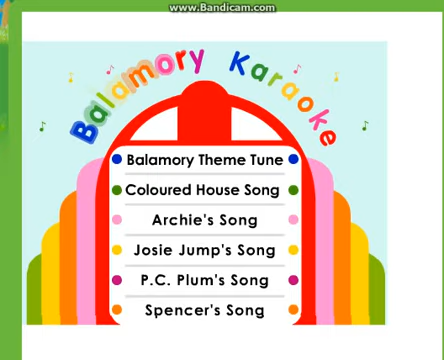 www.Bandicam.com
Balamory Karaoke
Balamory Theme Tune
Coloured House Song
Archie's Song
Josie Jump's Song
P.C. Plum's Song
Spencer's Song